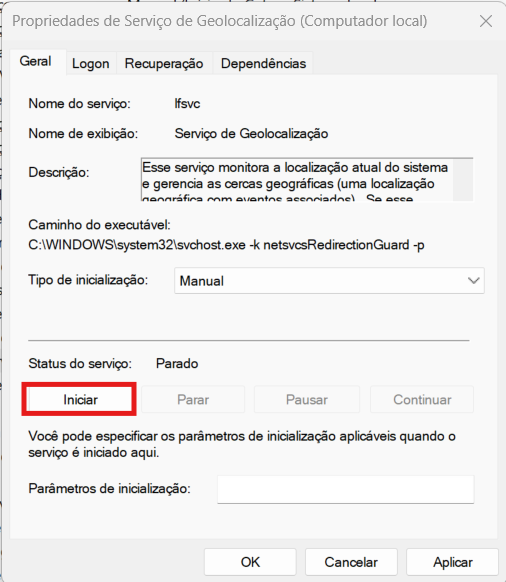 Propriedades de Serviço de Geolocalização (Computador local)
Geral Logon Recuperação Dependências
Nome do serviço: lfsvc
Nome de exibição: Serviço de Geolocalização
Descrição: Esse serviço monitora a localização atual do sistema
e gerencia as cercas geográficas (uma localização
geográfica com eventos associados). Se esse
Caminho do executável:
C:\WINDOWS\system32\svchost.exe -k netsvcsRedirectionGuard -p
Tipo de inicialização: Manual
Status do serviço: Parado
Iniciar Parar Pausar Continuar
Você pode especificar os parâmetros de inicialização aplicáveis quando o
serviço é iniciado aqui.
Parâmetros de inicialização:
OK Cancelar Aplicar